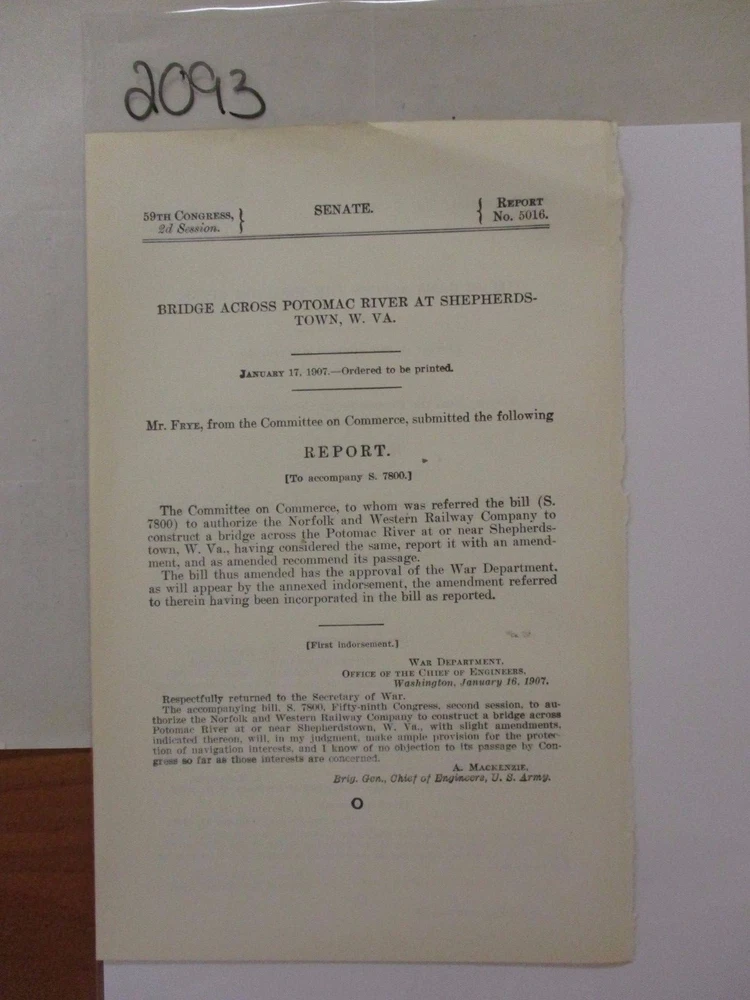 2093
59TH CONGRESS, } SENATE. { REPORT
2d Session. } { No. 5016.
BRIDGE ACROSS POTOMAC RIVER AT SHEPHERDS-
TOWN, W. VA.
JANUARY 17, 1907.—Ordered to be printed.
Mr. FRYE, from the Committee on Commerce, submitted the following
REPORT.
[To accompany S. 7800.]
The Committee on Commerce, to whom was referred the bill (S.
7800) to authorize the Norfolk and Western Railway Company to
construct a bridge across the Potomac River at or near Shepherds-
town, W. Va., having considered the same, report it with an amend-
ment, and as amended recommend its passage.
The bill thus amended has the approval of the War Department,
as will appear by the annexed indorsement, the amendment referred
to therein having been incorporated in the bill as reported.
[First indorsement.]
WAR DEPARTMENT,
OFFICE OF THE CHIEF OF ENGINEERS,
Washington, January 16, 1907.
Respectfully returned to the Secretary of War.
The accompanying bill, S. 7800, Fifty-ninth Congress, second session, to au-
thorize the Norfolk and Western Railway Company to construct a bridge across
Potomac River at or near Shepherdstown, W. Va., with slight amendments,
indicated thereon, will, in my judgment, make ample provision for the protec-
tion of navigation interests, and I know of no objection to its passage by Con-
gress so far as those interests are concerned.
A. MACKENZIE,
Brig. Gen., Chief of Engineers, U. S. Army.
O